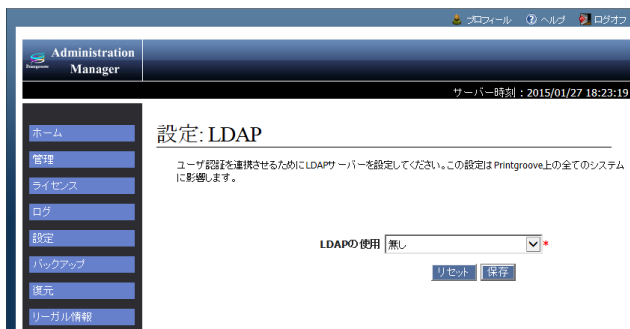 プロフィール ヘルプ ログオフ
Printgroove
Administration
Manager
サーバー時刻 : 2015/01/27 18:23:19
ホーム
管理
ライセンス
ログ
設定
バックアップ
復元
リーガル情報
設定: LDAP
ユーザ認証を連携させるためにLDAPサーバーを設定してください。この設定は Printgroove上の全てのシステム
に影響します。
LDAPの使用 無し *
リセット 保存